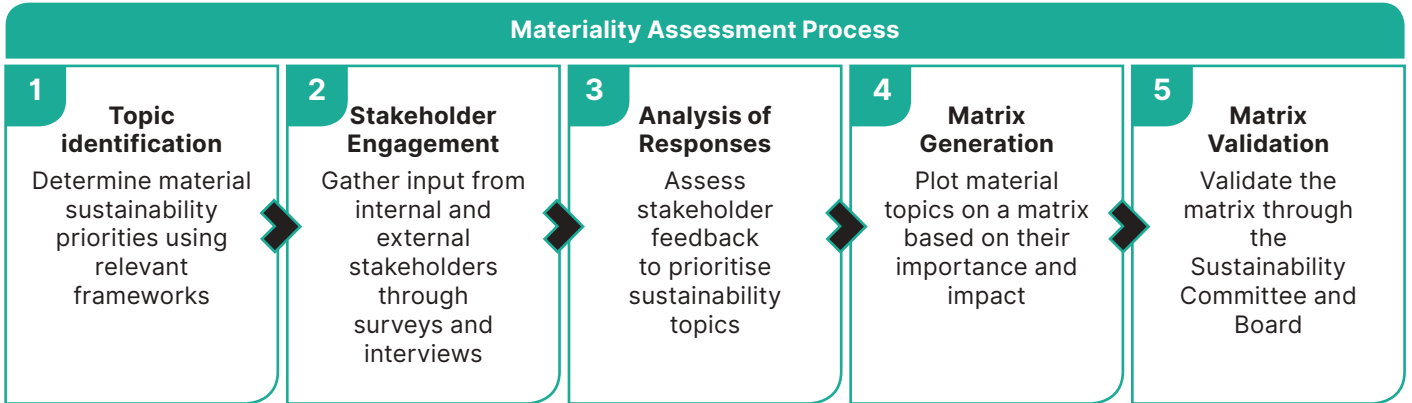 Materiality Assessment Process
1
Topic
identification
Determine material
sustainability
priorities using
relevant
frameworks
2
Stakeholder
Engagement
Gather input from
internal and
external
stakeholders
through
surveys and
interviews
3
Analysis of
Responses
Assess
stakeholder
feedback
to prioritise
sustainability
topics
4
Matrix
Generation
Plot material
topics on a matrix
based on their
importance and
impact
5
Matrix
Validation
Validate the
matrix through
the
Sustainability
Committee and
Board